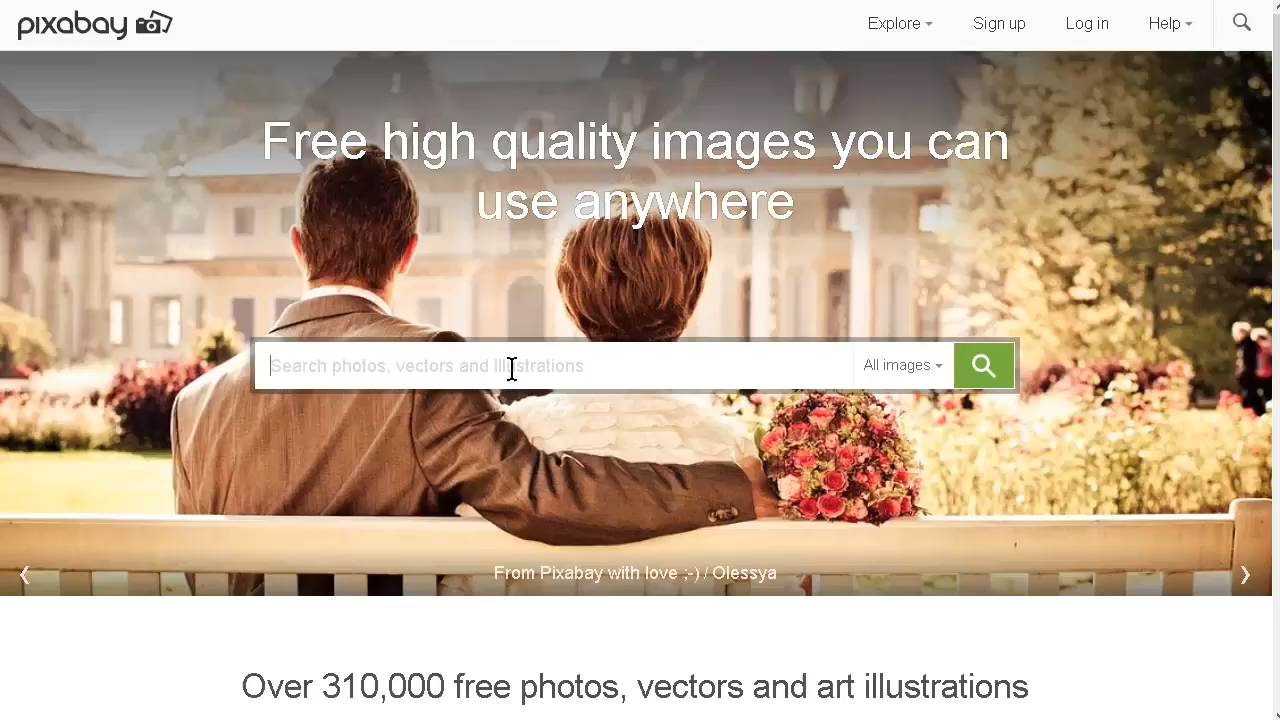 pixabay
Explore
Sign up
Log in
Help
Free high quality images you can
use anywhere
Search photos, vectors and Illustrations
All images
From Pixabay with love ;-) / Olessya
Over 310,000 free photos, vectors and art illustrations